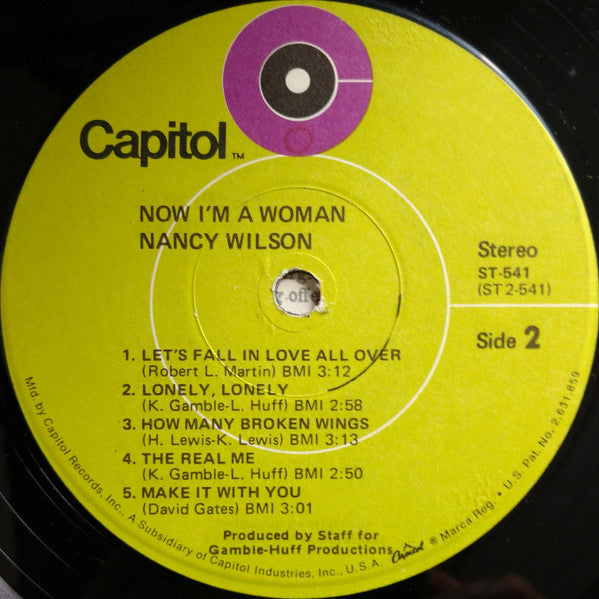 Capitol™
NOW I'M A WOMAN
NANCY WILSON
Stereo
ST-541
(ST 2-541)
Side 2
offe
1. LET'S FALL IN LOVE ALL OVER
(Robert L. Martin) BMI 3:12
2. LONELY, LONELY
(K. Gamble-L. Huff) BMI 2:58
3. HOW MANY BROKEN WINGS
(H. Lewis-K. Lewis) BMI 3:13
4. THE REAL ME
(K. Gamble-L. Huff) BMI 2:50
5. MAKE IT WITH YOU
(David Gates) BMI 3:01
Produced by Staff for
Gamble-Huff Productions
Mfd. by Capitol Records, Inc., A Subsidiary of Capitol Industries, Inc., U.S.A. Capitol ® Marca Reg. • U.S. Pat. No. 2,631,859